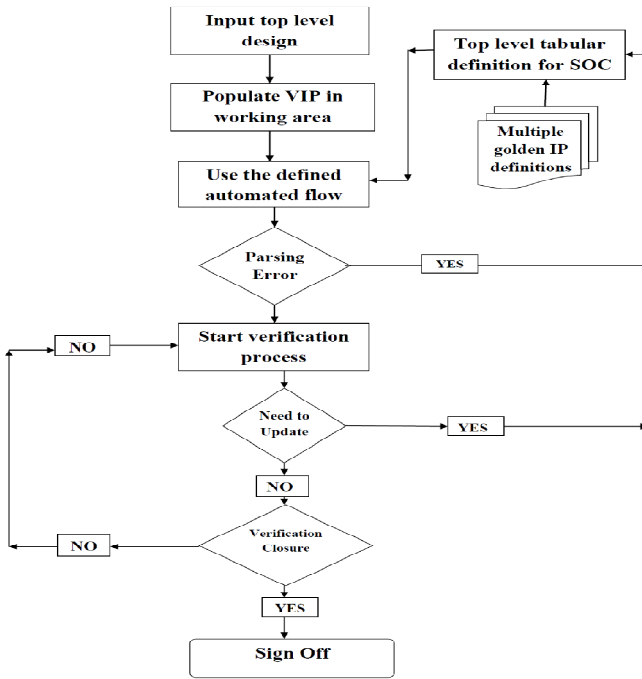 Input top level
design
Top level tabular
definition for SOC
Populate VIP in
working area
Multiple
golden IP
definitions
Use the defined
automated flow
Parsing
Error
YES
Start verification
process
NO
Need to
Update
YES
NO
Verification
Closure
NO
YES
Sign Off